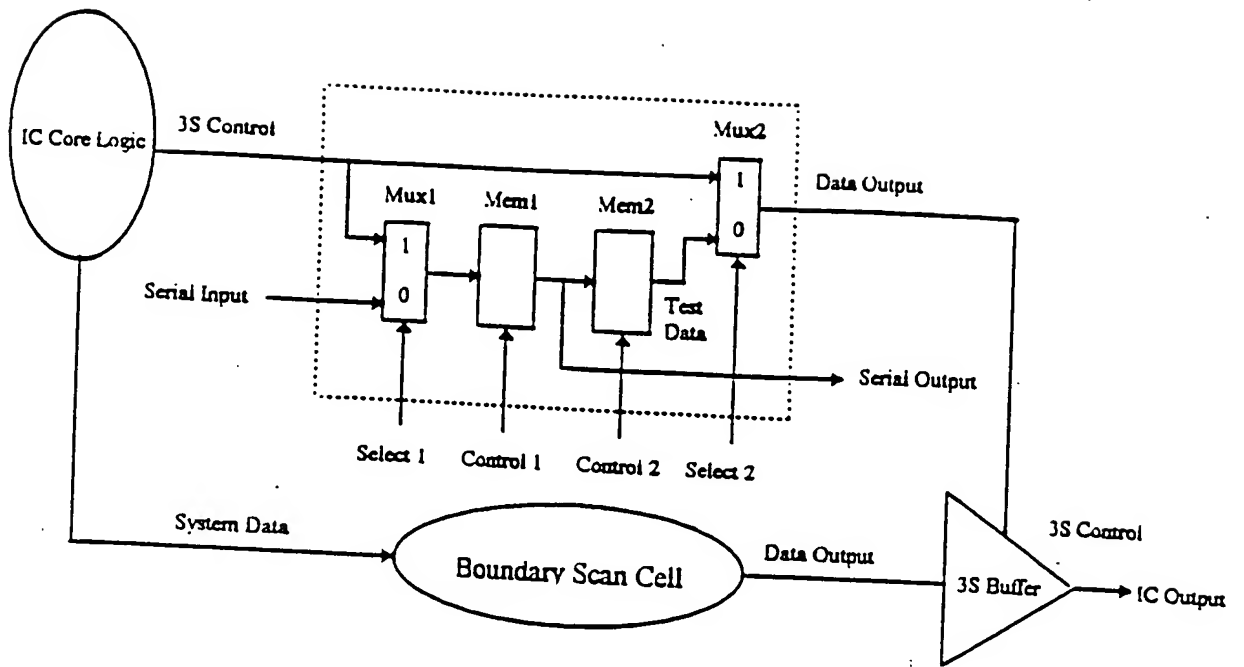 IC Core Logic
3S Control
Mux2
1
0
Data Output
Mux1
1
0
Mem1
Mem2
Serial Input
Test
Data
Serial Output
Select 1
Control 1
Control 2
Select 2
System Data
Boundary Scan Cell
Data Output
3S Control
3S Buffer
IC Output